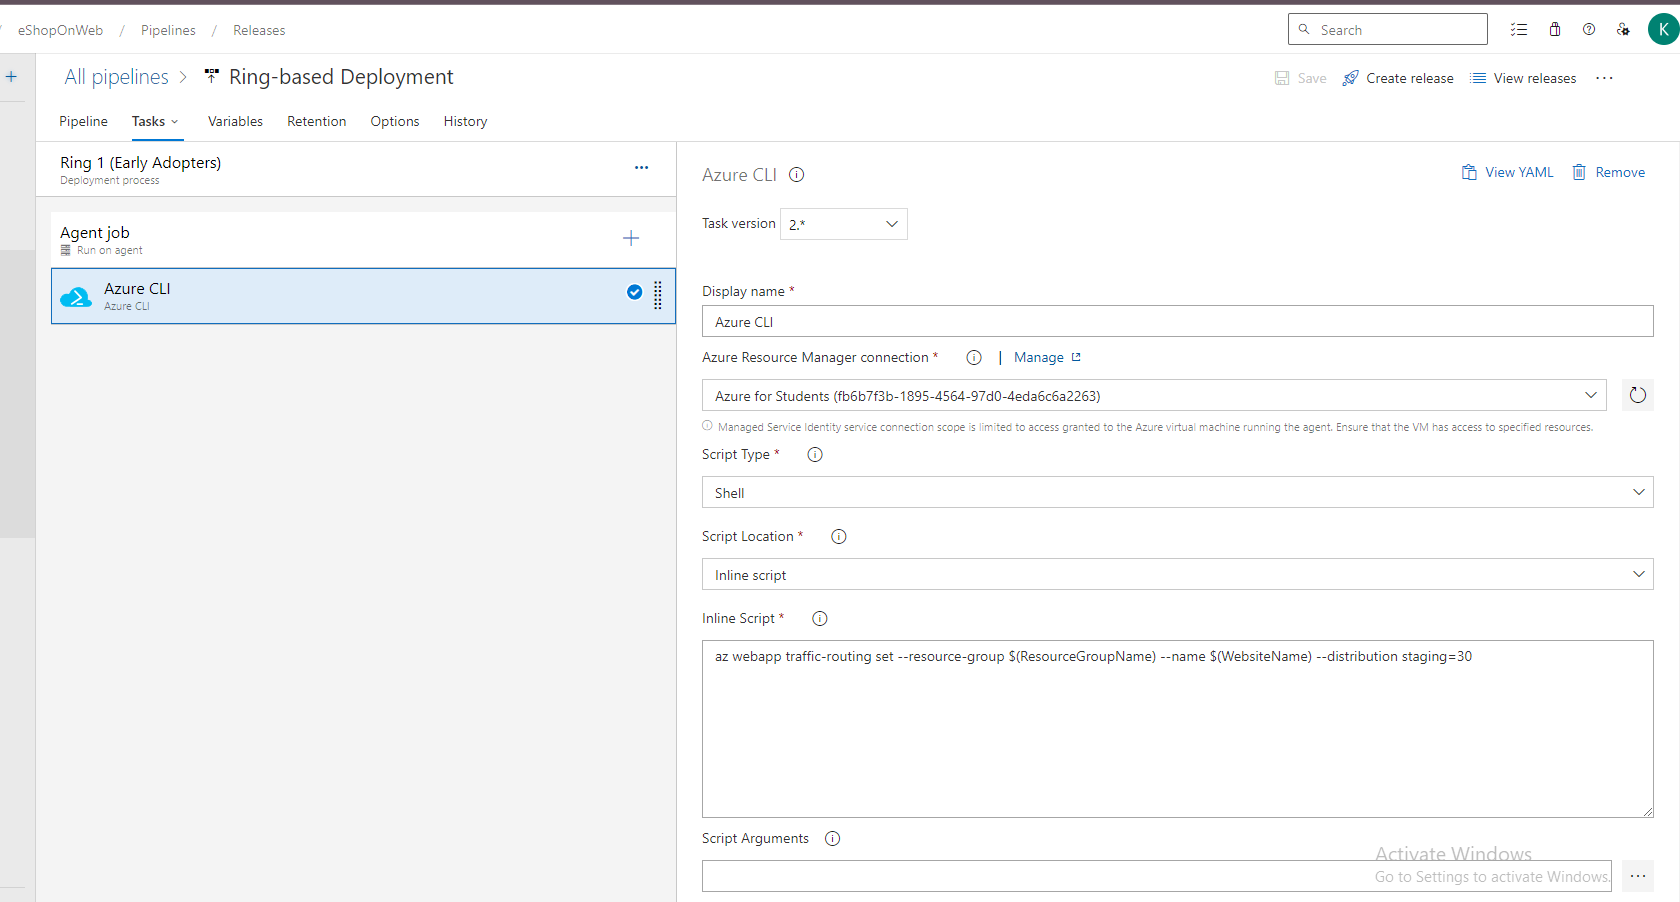 eShopOnWeb / Pipelines / Releases
Search
K
All pipelines > Ring-based Deployment
Save
Create release
View releases
Pipeline Tasks Variables Retention Options History
Ring 1 (Early Adopters)
Deployment process
Agent job
Run on agent
Azure CLI
Azure CLI
Azure CLI
View YAML
Remove
Task version 2.*
Display name *
Azure CLI
Azure Resource Manager connection * | Manage
Azure for Students (fb6b7f3b-1895-4564-97d0-4eda6c6a2263)
Managed Service Identity service connection scope is limited to access granted to the Azure virtual machine running the agent. Ensure that the VM has access to specified resources.
Script Type *
Shell
Script Location *
Inline script
Inline Script *
az webapp traffic-routing set --resource-group $(ResourceGroupName) --name $(WebsiteName) --distribution staging=30
Script Arguments
Activate Windows
Go to Settings to activate Windows.